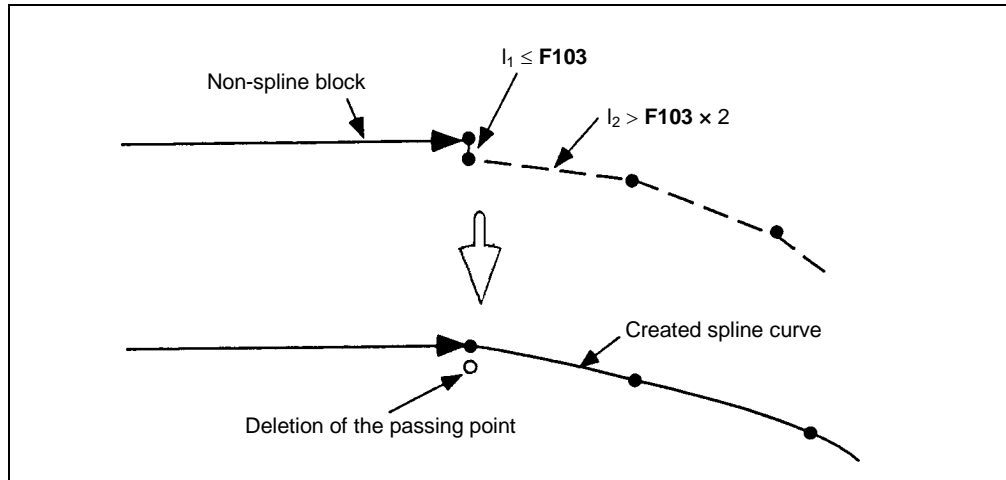 l₁ ≤ F103
Non-spline block
l₂ > F103 × 2
Created spline curve
Deletion of the passing point